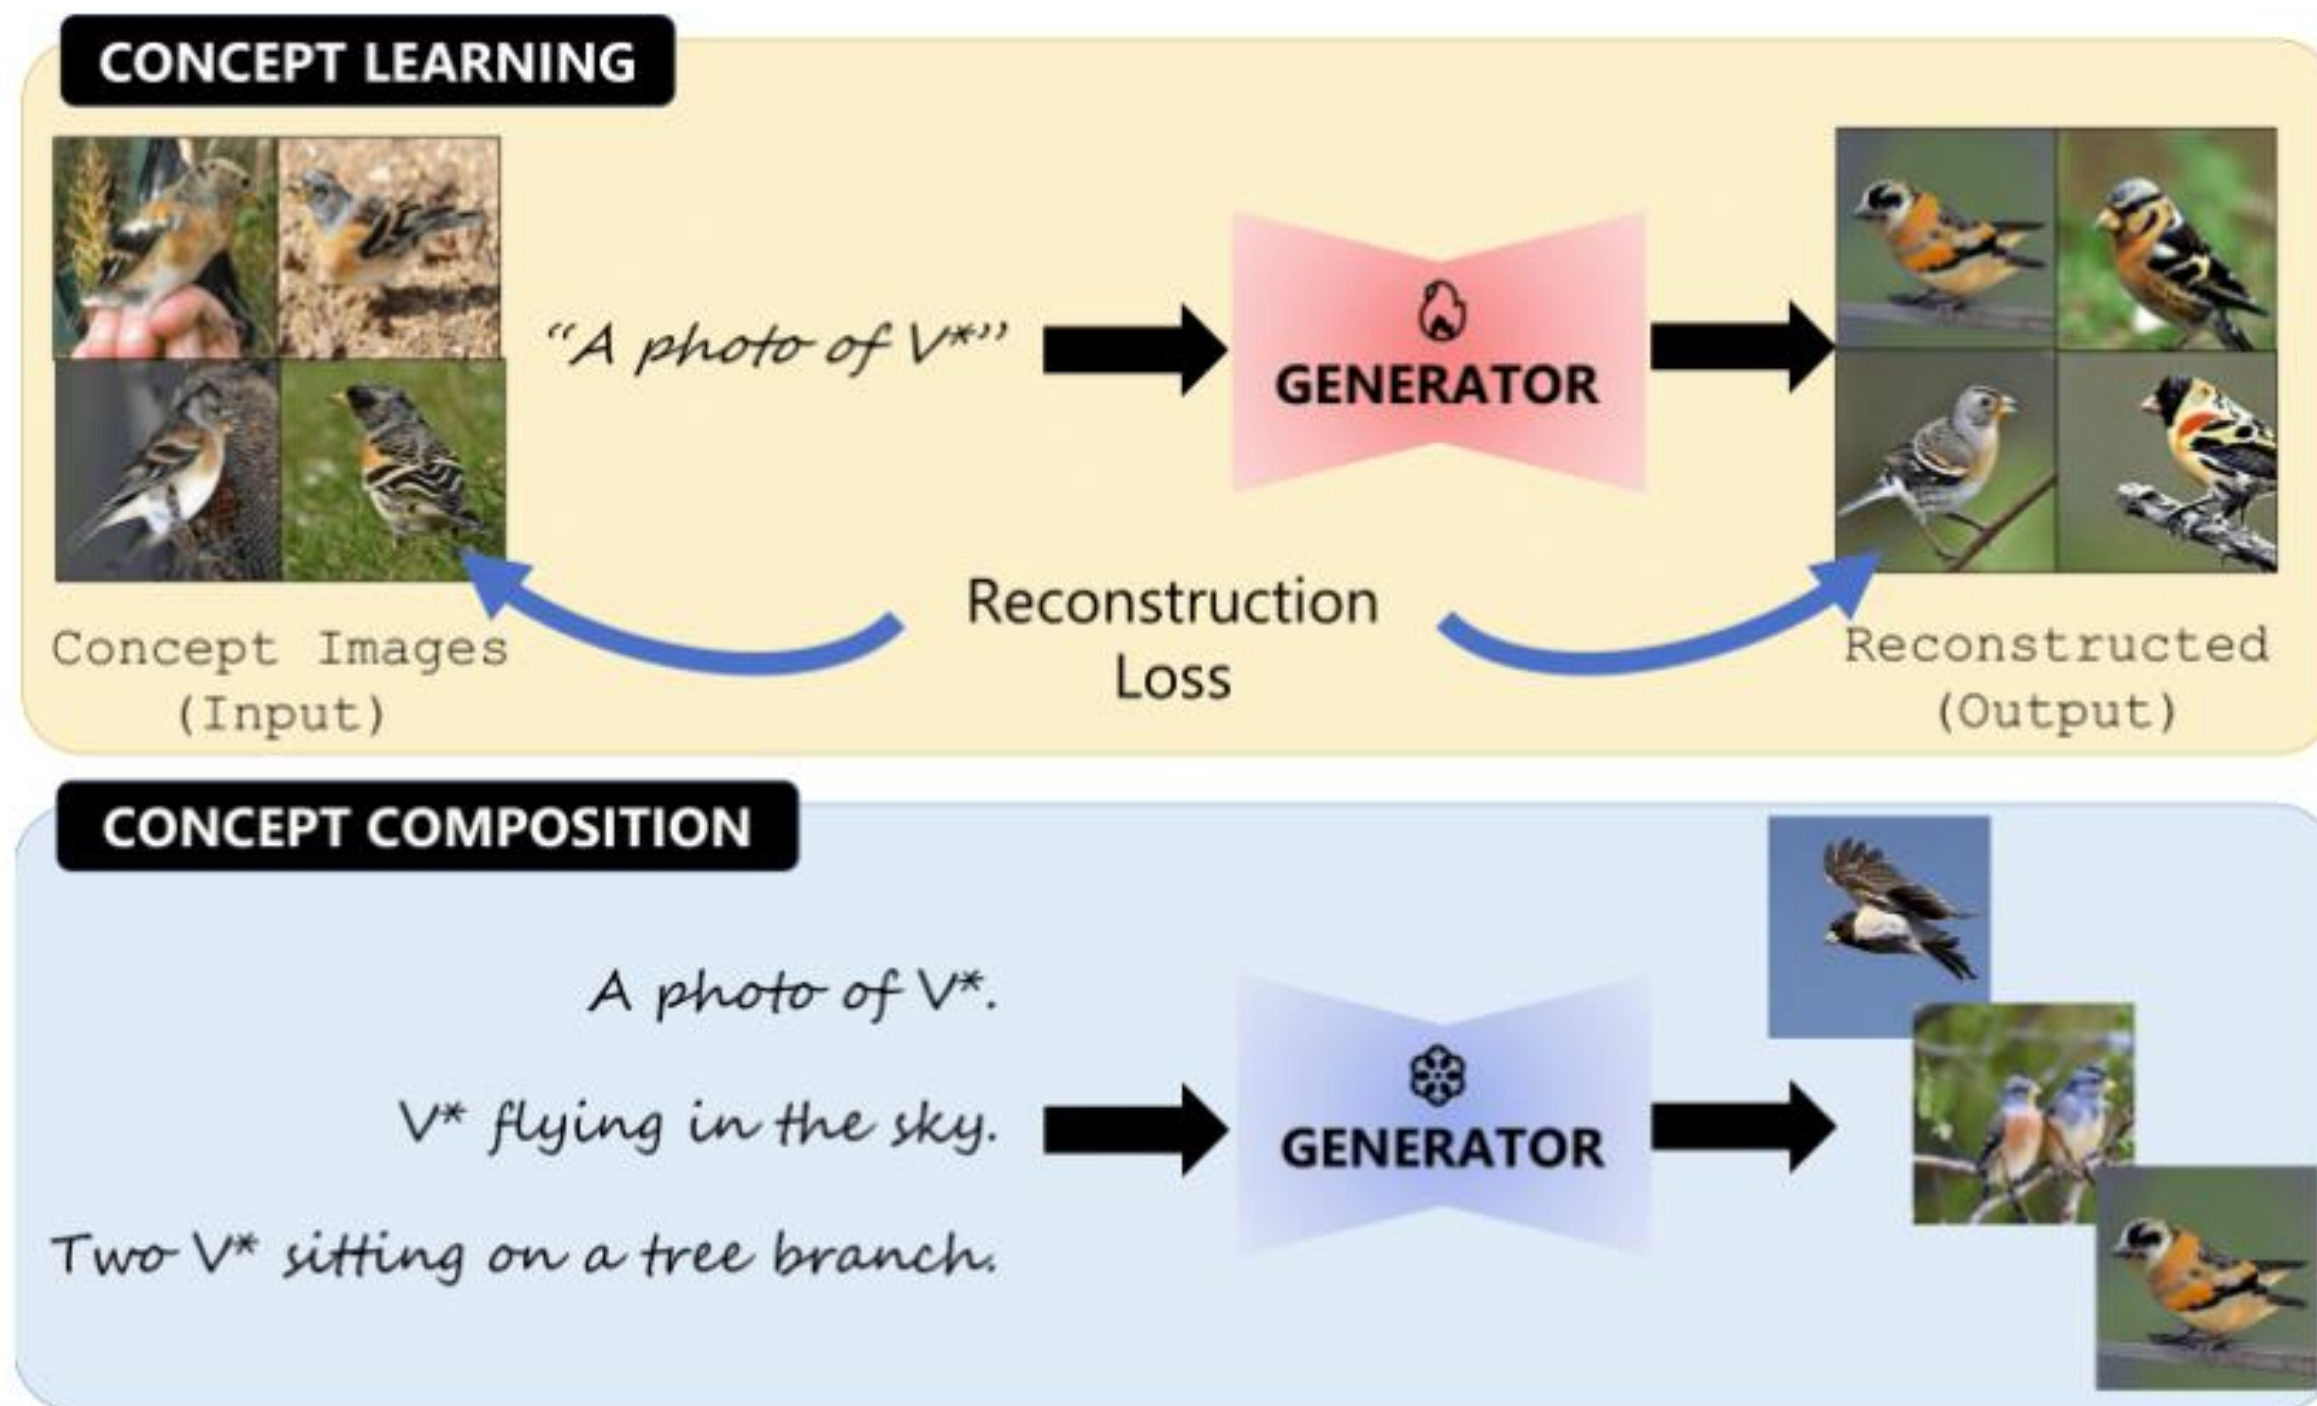 CONCEPT LEARNING
“A photo of V*”
GENERATOR
Reconstruction
Loss
Concept Images
(Input)
Reconstructed
(Output)
CONCEPT COMPOSITION
A photo of V*.
V* flying in the sky.
Two V* sitting on a tree branch.
GENERATOR